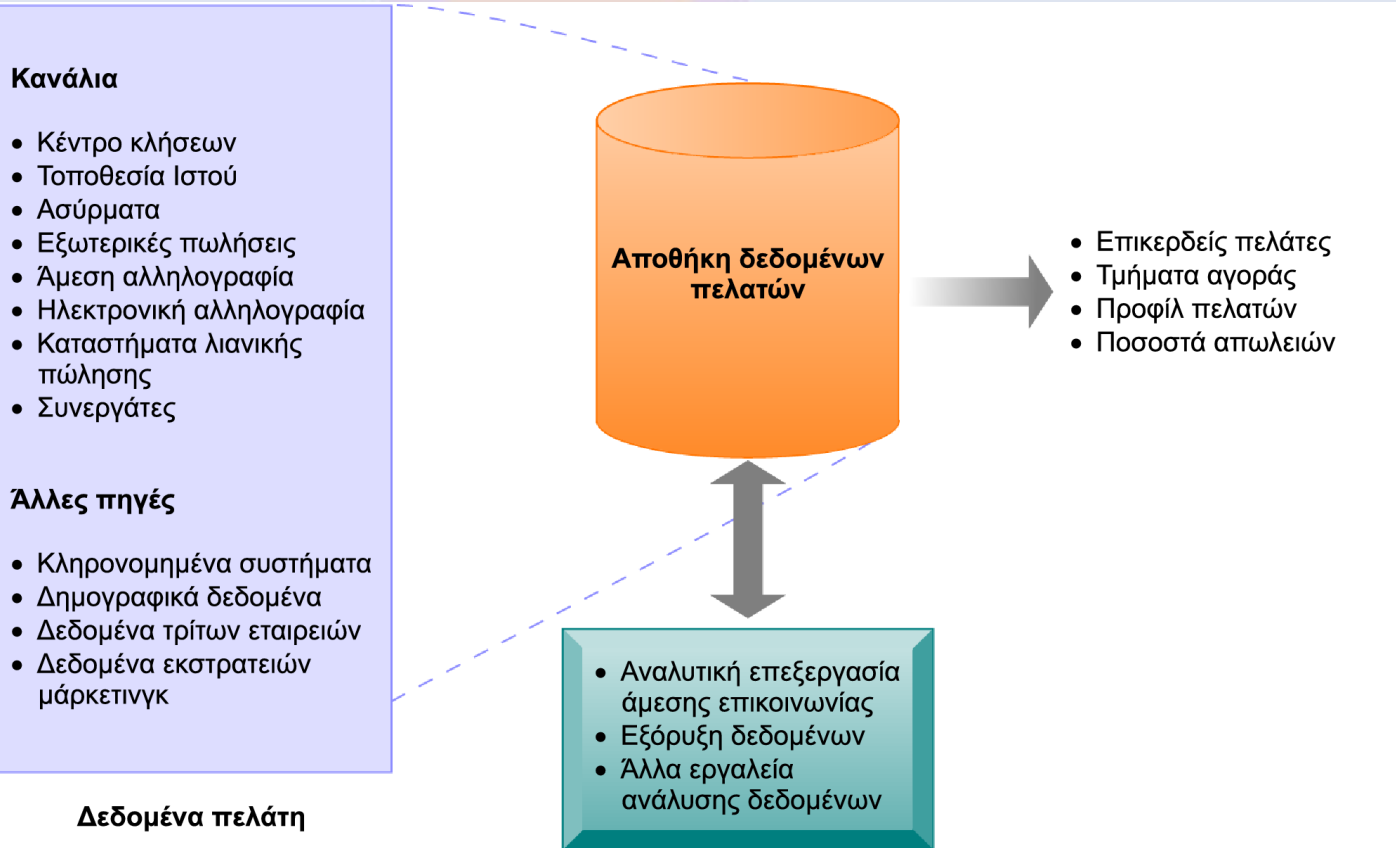 Κανάλια
• Κέντρο κλήσεων
• Τοποθεσία Ιστού
• Ασύρματα
• Εξωτερικές πωλήσεις
• Άμεση αλληλογραφία
• Ηλεκτρονική αλληλογραφία
• Καταστήματα λιανικής
πώλησης
• Συνεργάτες
Άλλες πηγές
• Κληρονομημένα συστήματα
• Δημογραφικά δεδομένα
• Δεδομένα τρίτων εταιρειών
• Δεδομένα εκστρατειών
μάρκετινγκ
Δεδομένα πελάτη
Αποθήκη δεδομένων
πελατών
• Αναλυτική επεξεργασία
άμεσης επικοινωνίας
• Εξόρυξη δεδομένων
• Άλλα εργαλεία
ανάλυσης δεδομένων
• Επικερδείς πελάτες
• Τμήματα αγοράς
• Προφίλ πελατών
• Ποσοστά απωλειών